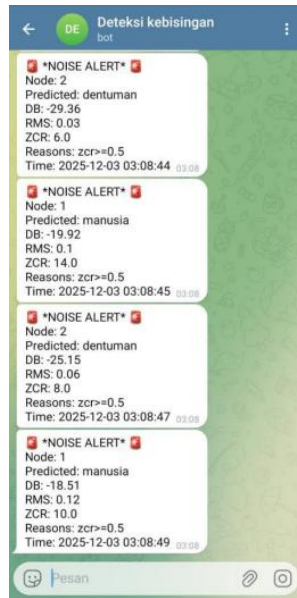 DE
Deteksi kebisingan
bot
🚨 *NOISE ALERT* 🚨
Node: 2
Predicted: dentuman
DB: -29.36
RMS: 0.03
ZCR: 6.0
Reasons: zcr>=0.5
Time: 2025-12-03 03:08:44 03:08
🚨 *NOISE ALERT* 🚨
Node: 1
Predicted: manusia
DB: -19.92
RMS: 0.1
ZCR: 14.0
Reasons: zcr>=0.5
Time: 2025-12-03 03:08:45 03:08
🚨 *NOISE ALERT* 🚨
Node: 2
Predicted: dentuman
DB: -25.15
RMS: 0.06
ZCR: 8.0
Reasons: zcr>=0.5
Time: 2025-12-03 03:08:47 03:08
🚨 *NOISE ALERT* 🚨
Node: 1
Predicted: manusia
DB: -18.51
RMS: 0.12
ZCR: 10.0
Reasons: zcr>=0.5
Time: 2025-12-03 03:08:49 03:08
Pesan